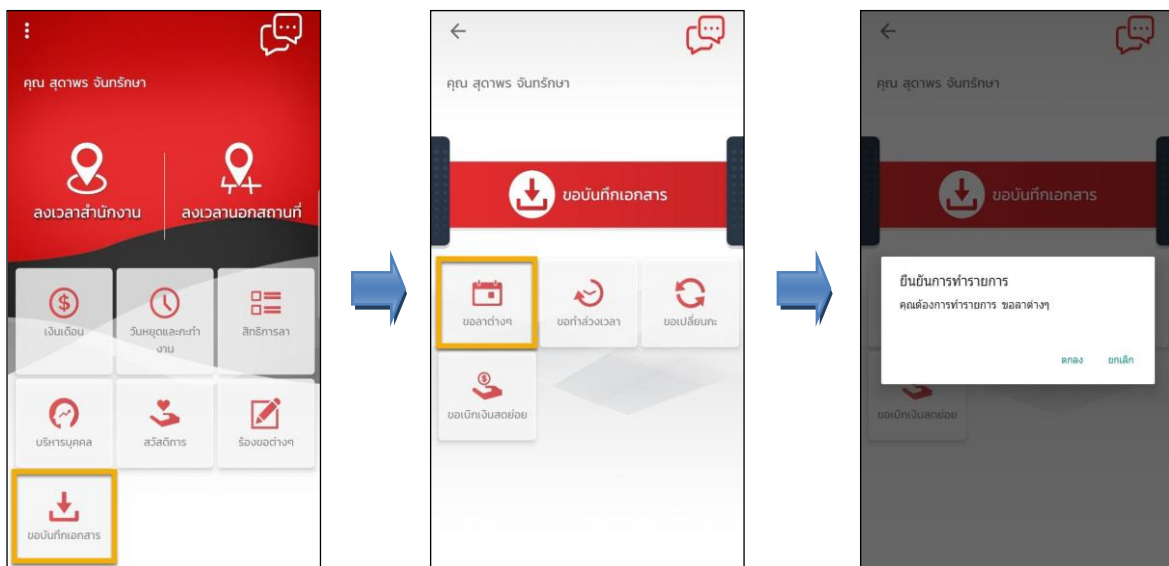 คุณ สุดาพร จันทรักษา
ลงเวลาสำนักงาน
ลงเวลานอกสถานที่
เงินเดือน
วันหยุดและกะทำ
งาน
สิทธิการลา
บริหารบุคคล
สวัสดิการ
ร้องขอต่างๆ
ขอบันทึกเอกสาร
คุณ สุดาพร จันทรักษา
ขอบันทึกเอกสาร
ขอลาต่างๆ
ขอทำล่วงเวลา
ขอเปลี่ยนกะ
ขอเบิกเงินสดย่อย
คุณ สุดาพร จันทรักษา
ขอบันทึกเอกสาร
ยืนยันการทำรายการ
คุณต้องการทำรายการ ขอลาต่างๆ
ตกลง ยกเลิก
ขอเบิกเงินสดย่อย